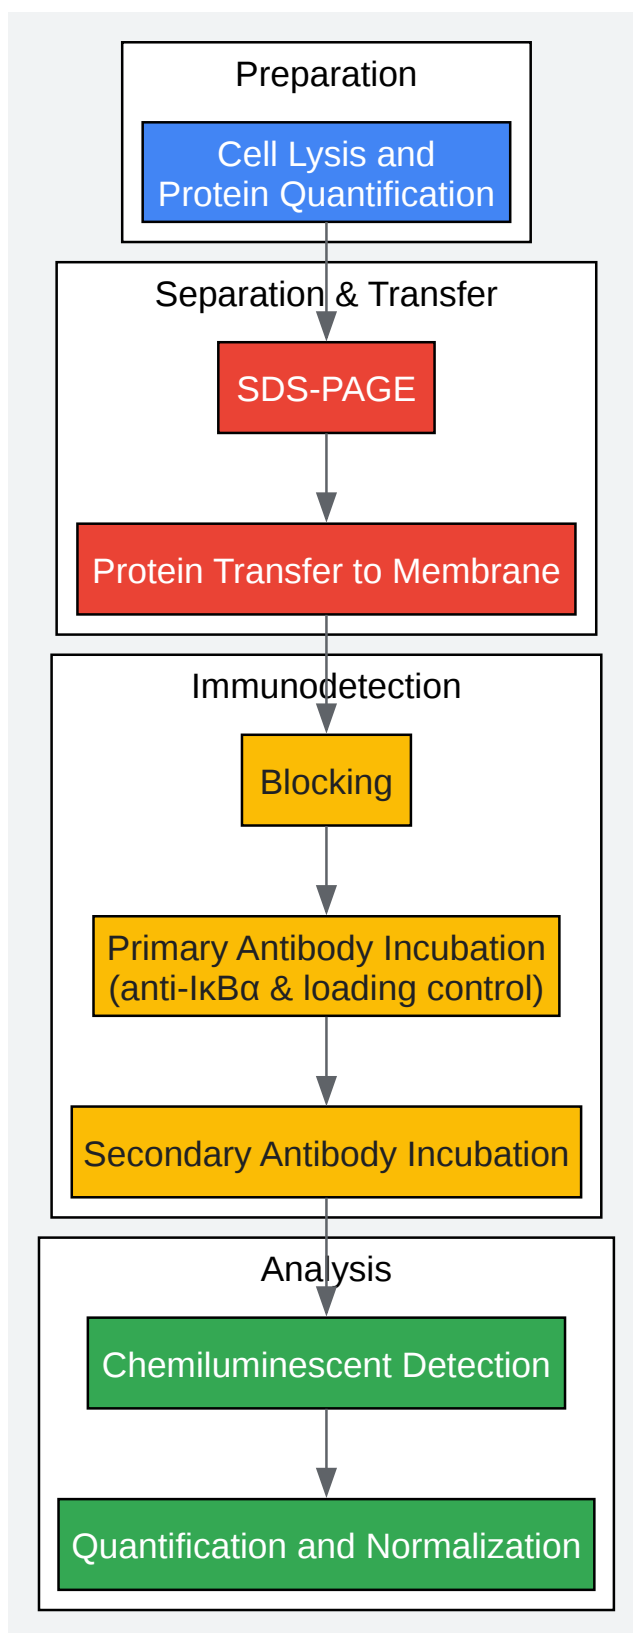 Preparation
Cell Lysis and
Protein Quantification
Separation & Transfer
SDS-PAGE
Protein Transfer to Membrane
Immunodetection
Blocking
Primary Antibody Incubation
(anti-IκBα & loading control)
Secondary Antibody Incubation
Analysis
Chemiluminescent Detection
Quantification and Normalization